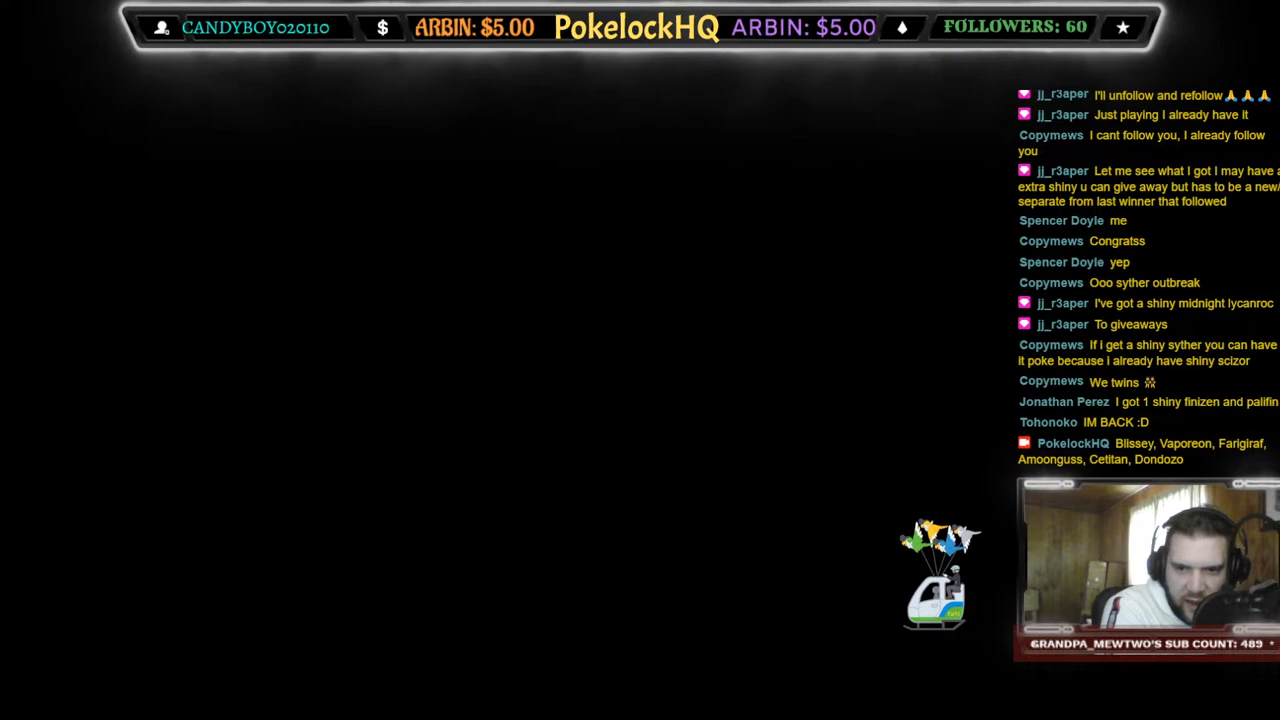 CANDYBOY020110
$
ARBIN: $5.00
PokelockHQ
ARBIN: $5.00
FOLLOWERS: 60
jj_r3aper I'll unfollow and refollow🙏🙏🙏
jj_r3aper Just playing I already have it
Copymews I cant follow you, I already follow
you
jj_r3aper Let me see what I got I may have a
extra shiny u can give away but has to be a new/
separate from last winner that followed
Spencer Doyle me
Copymews Congratss
Spencer Doyle yep
Copymews Ooo syther outbreak
jj_r3aper I've got a shiny midnight lycanroc
jj_r3aper To giveaways
Copymews If i get a shiny syther you can have
it poke because i already have shiny scizor
Copymews We twins 👯
Jonathan Perez I got 1 shiny finizen and palifin
Tohonoko IM BACK :D
PokelockHQ Blissey, Vaporeon, Farigiraf,
Amoonguss, Cetitan, Dondozo
GRANDPA_MEWTWO'S SUB COUNT: 489 *